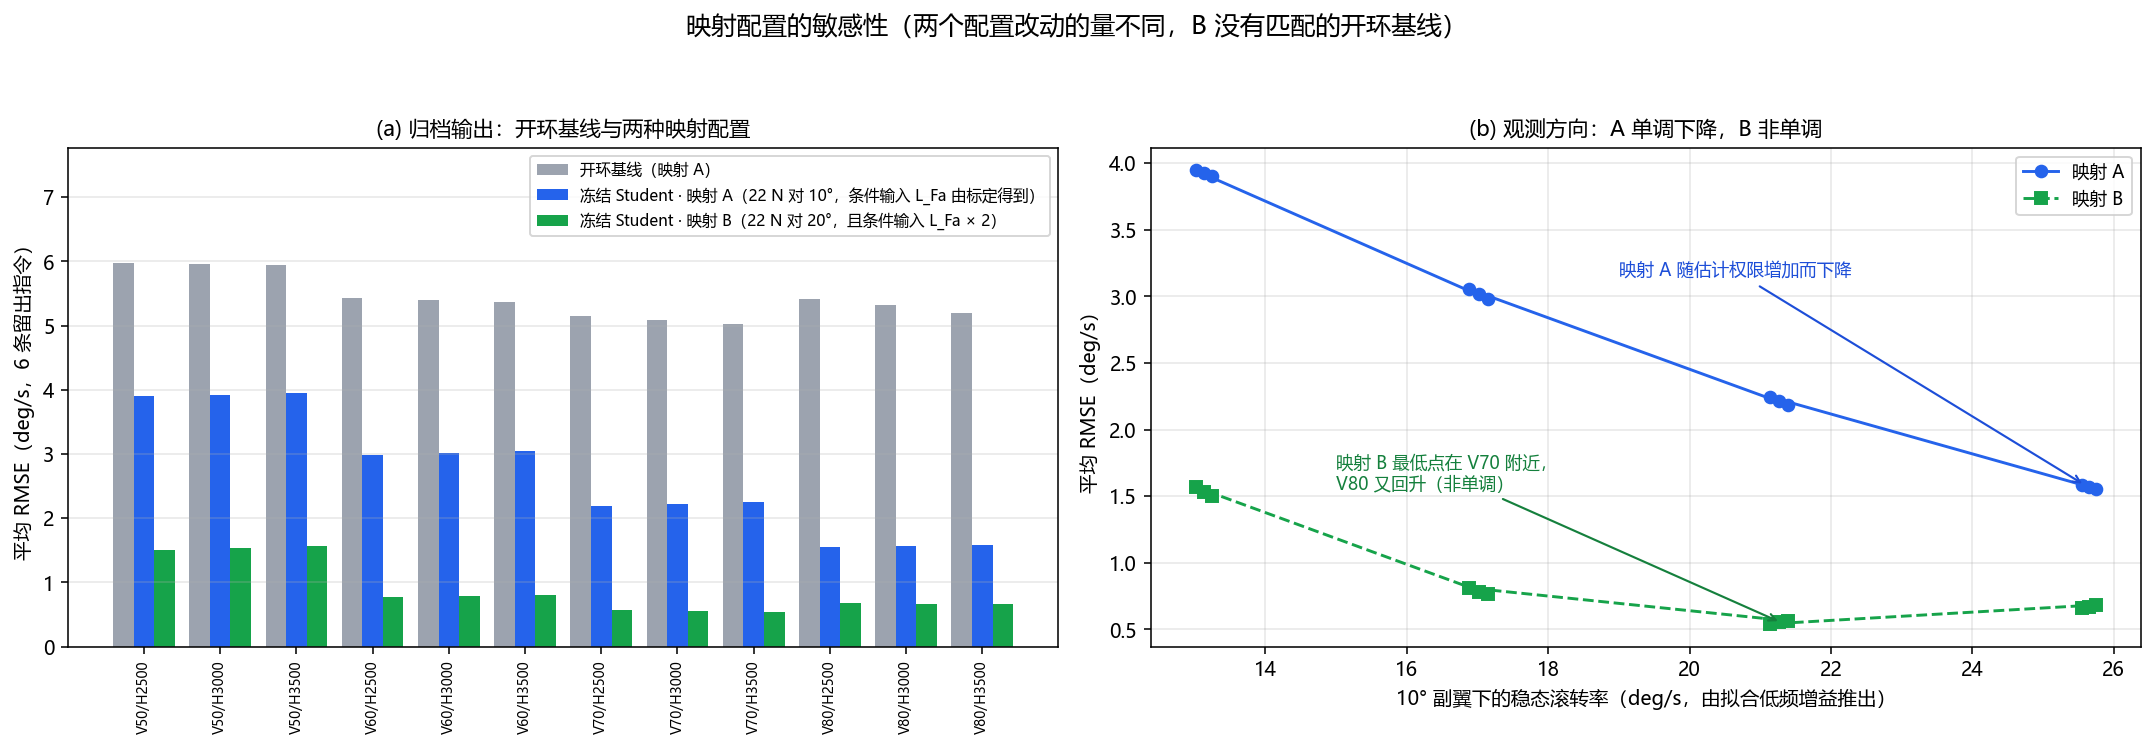 映射配置的敏感性（两个配置改动的量不同，B 没有匹配的开环基线）
(a) 归档输出：开环基线与两种映射配置
平均 RMSE（deg/s，6 条留出指令）
7
6
5
4
3
2
1
0
开环基线（映射 A）
冻结 Student · 映射 A（22 N 对 10°，条件输入 L_Fa 由标定得到）
冻结 Student · 映射 B（22 N 对 20°，且条件输入 L_Fa × 2）
V50/H2500
V50/H3000
V50/H3500
V60/H2500
V60/H3000
V60/H3500
V70/H2500
V70/H3000
V70/H3500
V80/H2500
V80/H3000
V80/H3500
(b) 观测方向：A 单调下降，B 非单调
平均 RMSE（deg/s）
4.0
3.5
3.0
2.5
2.0
1.5
1.0
0.5
映射 A
映射 B
映射 A 随估计权限增加而下降
映射 B 最低点在 V70 附近，
V80 又回升（非单调）
14
16
18
20
22
24
26
10° 副翼下的稳态滚转率（deg/s，由拟合低频增益推出）